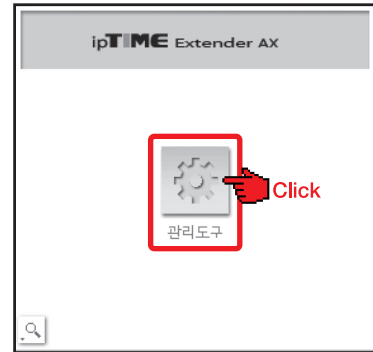 ipTIME Extender AX
Click
관리도구